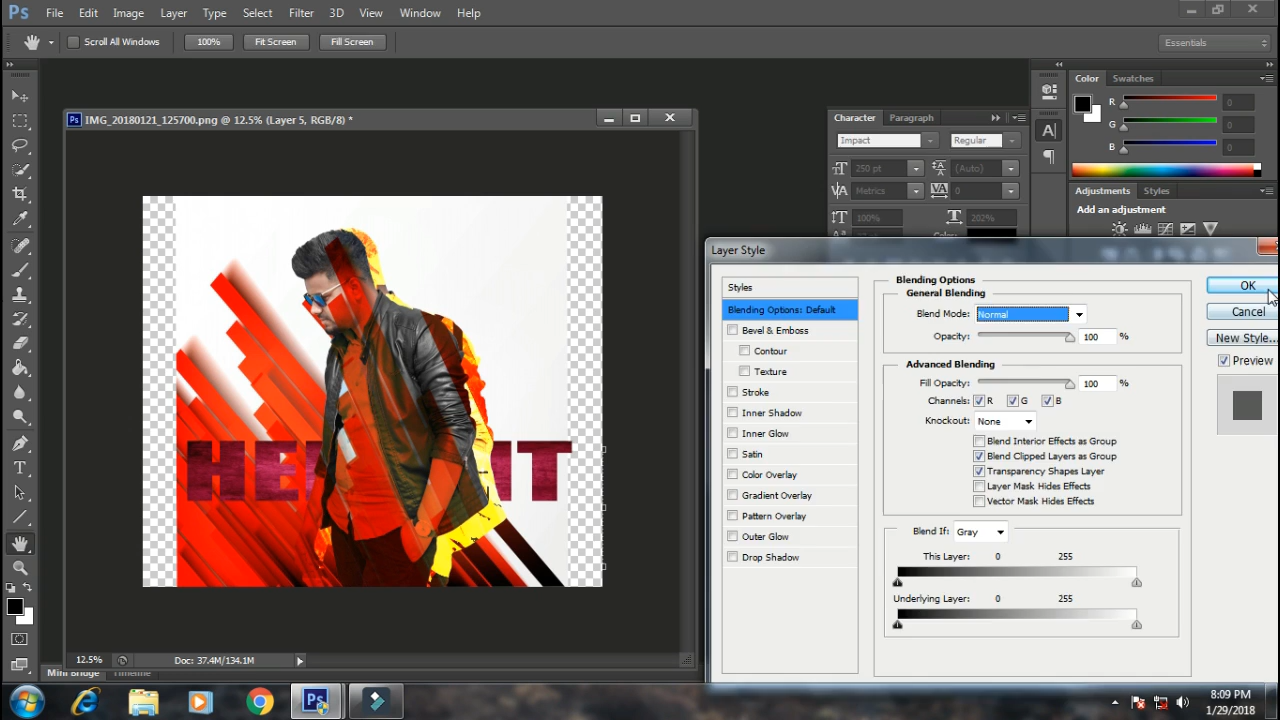 Ps File Edit Image Layer Type Select Filter 3D View Window Help
Scroll All Windows 100% Fit Screen Fill Screen Essentials
Color Swatches
R 0
G 0
B 0
Ps IMG_20180121_125700.png @ 12.5% (Layer 5, RGB/8) *
Character Paragraph
Impact Regular
250 pt (Auto)
Metrics 0
100% 202%
Adjustments Styles
Add an adjustment
Layer Style
Styles
Blending Options: Default
Bevel & Emboss
Contour
Texture
Stroke
Inner Shadow
Inner Glow
Satin
Color Overlay
Gradient Overlay
Pattern Overlay
Outer Glow
Drop Shadow
Blending Options
General Blending
Blend Mode: Normal
Opacity: 100 %
Advanced Blending
Fill Opacity: 100 %
Channels: R G B
Knockout: None
Blend Interior Effects as Group
Blend Clipped Layers as Group
Transparency Shapes Layer
Layer Mask Hides Effects
Vector Mask Hides Effects
Blend If: Gray
This Layer: 0 255
Underlying Layer: 0 255
OK
Cancel
New Style...
Preview
12.5% Doc: 37.4M/134.1M
Mini Bridge Timeline
Ps
8:09 PM
1/29/2018